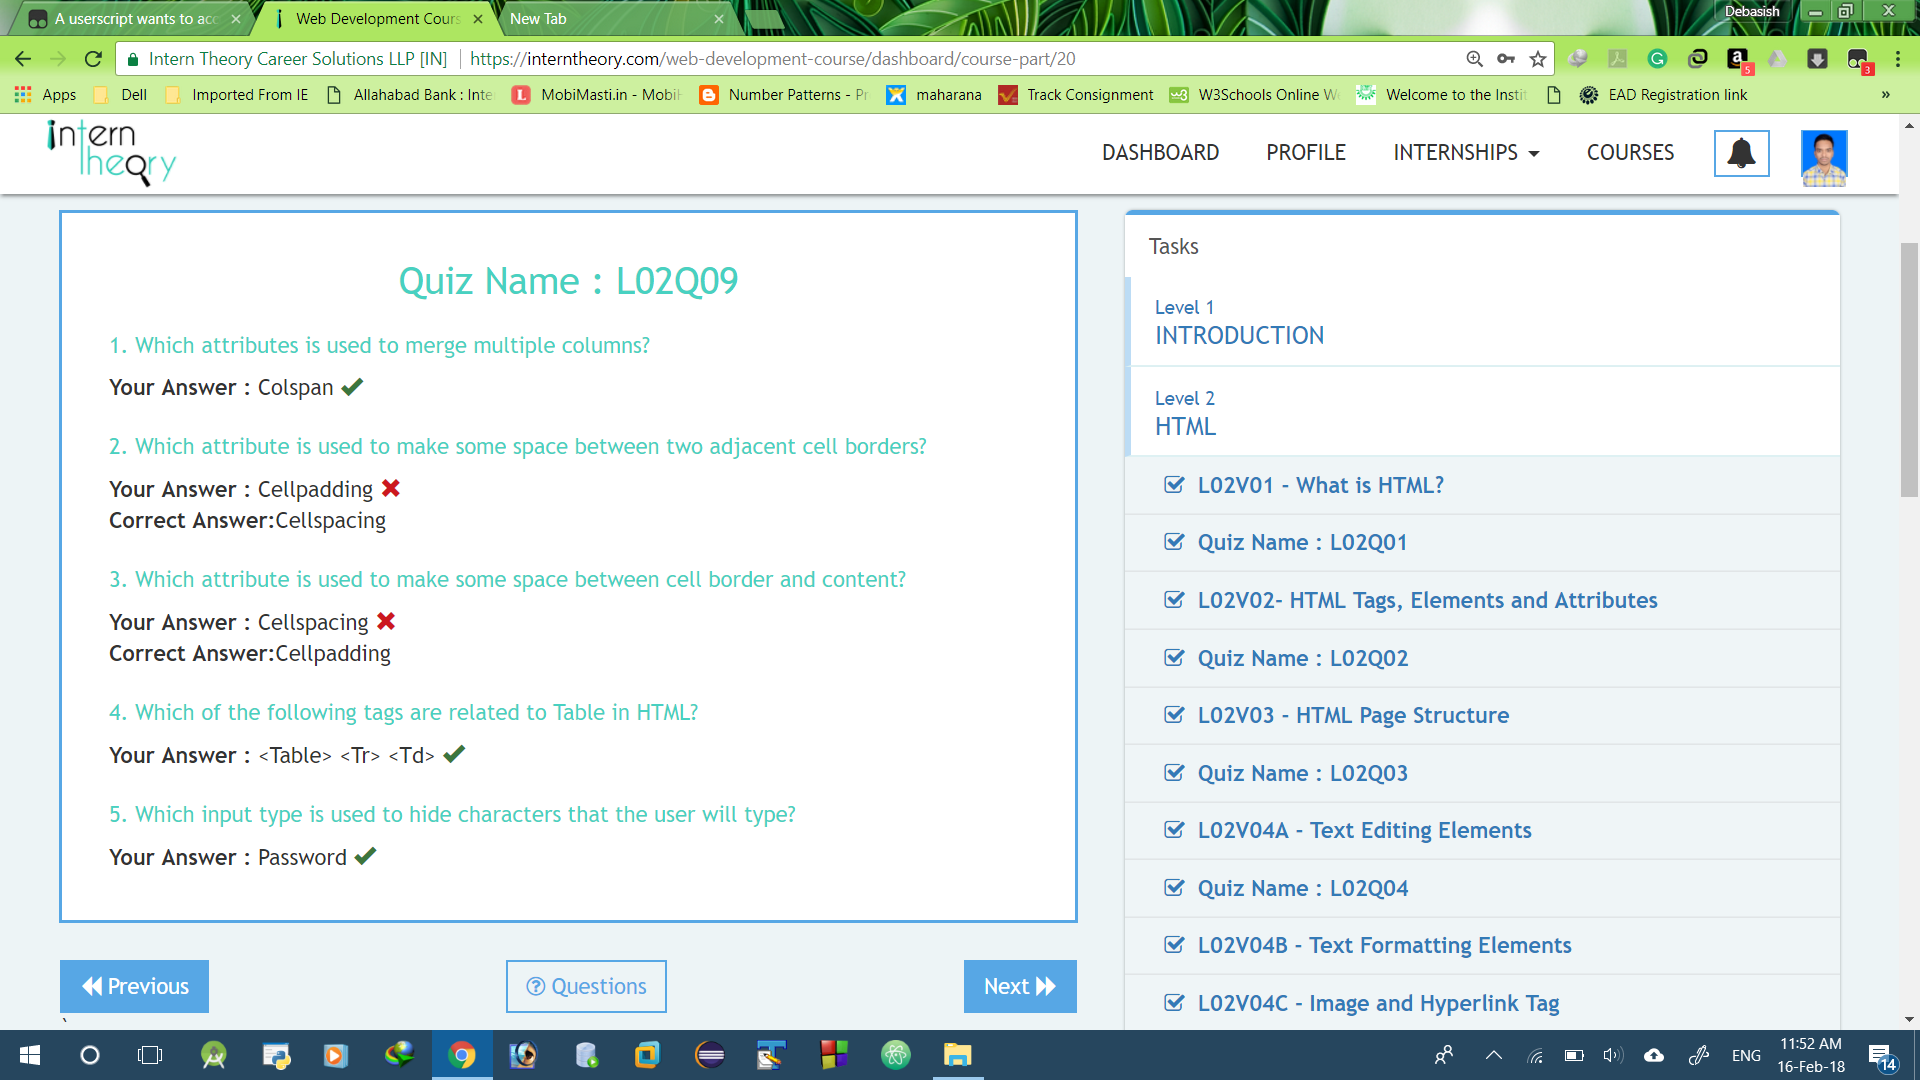 A userscript wants to acc
Web Development Cours
New Tab
Debasish
Intern Theory Career Solutions LLP [IN]
https://interntheory.com/web-development-course/dashboard/course-part/20
5
3
Apps
Dell
Imported From IE
Allahabad Bank : Inte
MobiMasti.in - MobiH
Number Patterns - Pr
maharana
Track Consignment
W3Schools Online We
Welcome to the Instit
EAD Registration link
»
intern
Theory
DASHBOARD
PROFILE
INTERNSHIPS
COURSES
Quiz Name : L02Q09
1. Which attributes is used to merge multiple columns?
Your Answer : Colspan
2. Which attribute is used to make some space between two adjacent cell borders?
Your Answer : Cellpadding
Correct Answer:Cellspacing
3. Which attribute is used to make some space between cell border and content?
Your Answer : Cellspacing
Correct Answer:Cellpadding
4. Which of the following tags are related to Table in HTML?
Your Answer : <Table> <Tr> <Td>
5. Which input type is used to hide characters that the user will type?
Your Answer : Password
Previous
Questions
Next
`
Tasks
Level 1
INTRODUCTION
Level 2
HTML
L02V01 - What is HTML?
Quiz Name : L02Q01
L02V02- HTML Tags, Elements and Attributes
Quiz Name : L02Q02
L02V03 - HTML Page Structure
Quiz Name : L02Q03
L02V04A - Text Editing Elements
Quiz Name : L02Q04
L02V04B - Text Formatting Elements
L02V04C - Image and Hyperlink Tag
ENG
11:52 AM
16-Feb-18
14